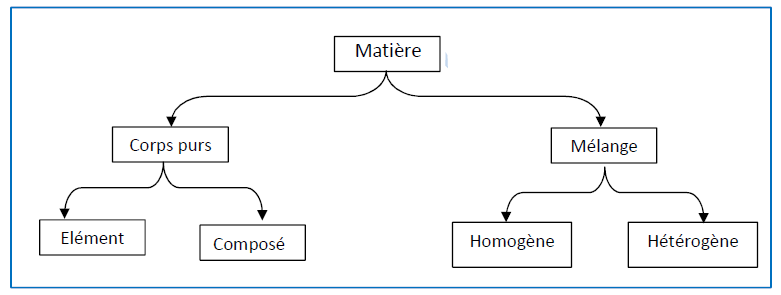 Matière
Corps purs
Mélange
Elément
Composé
Homogène
Hétérogène